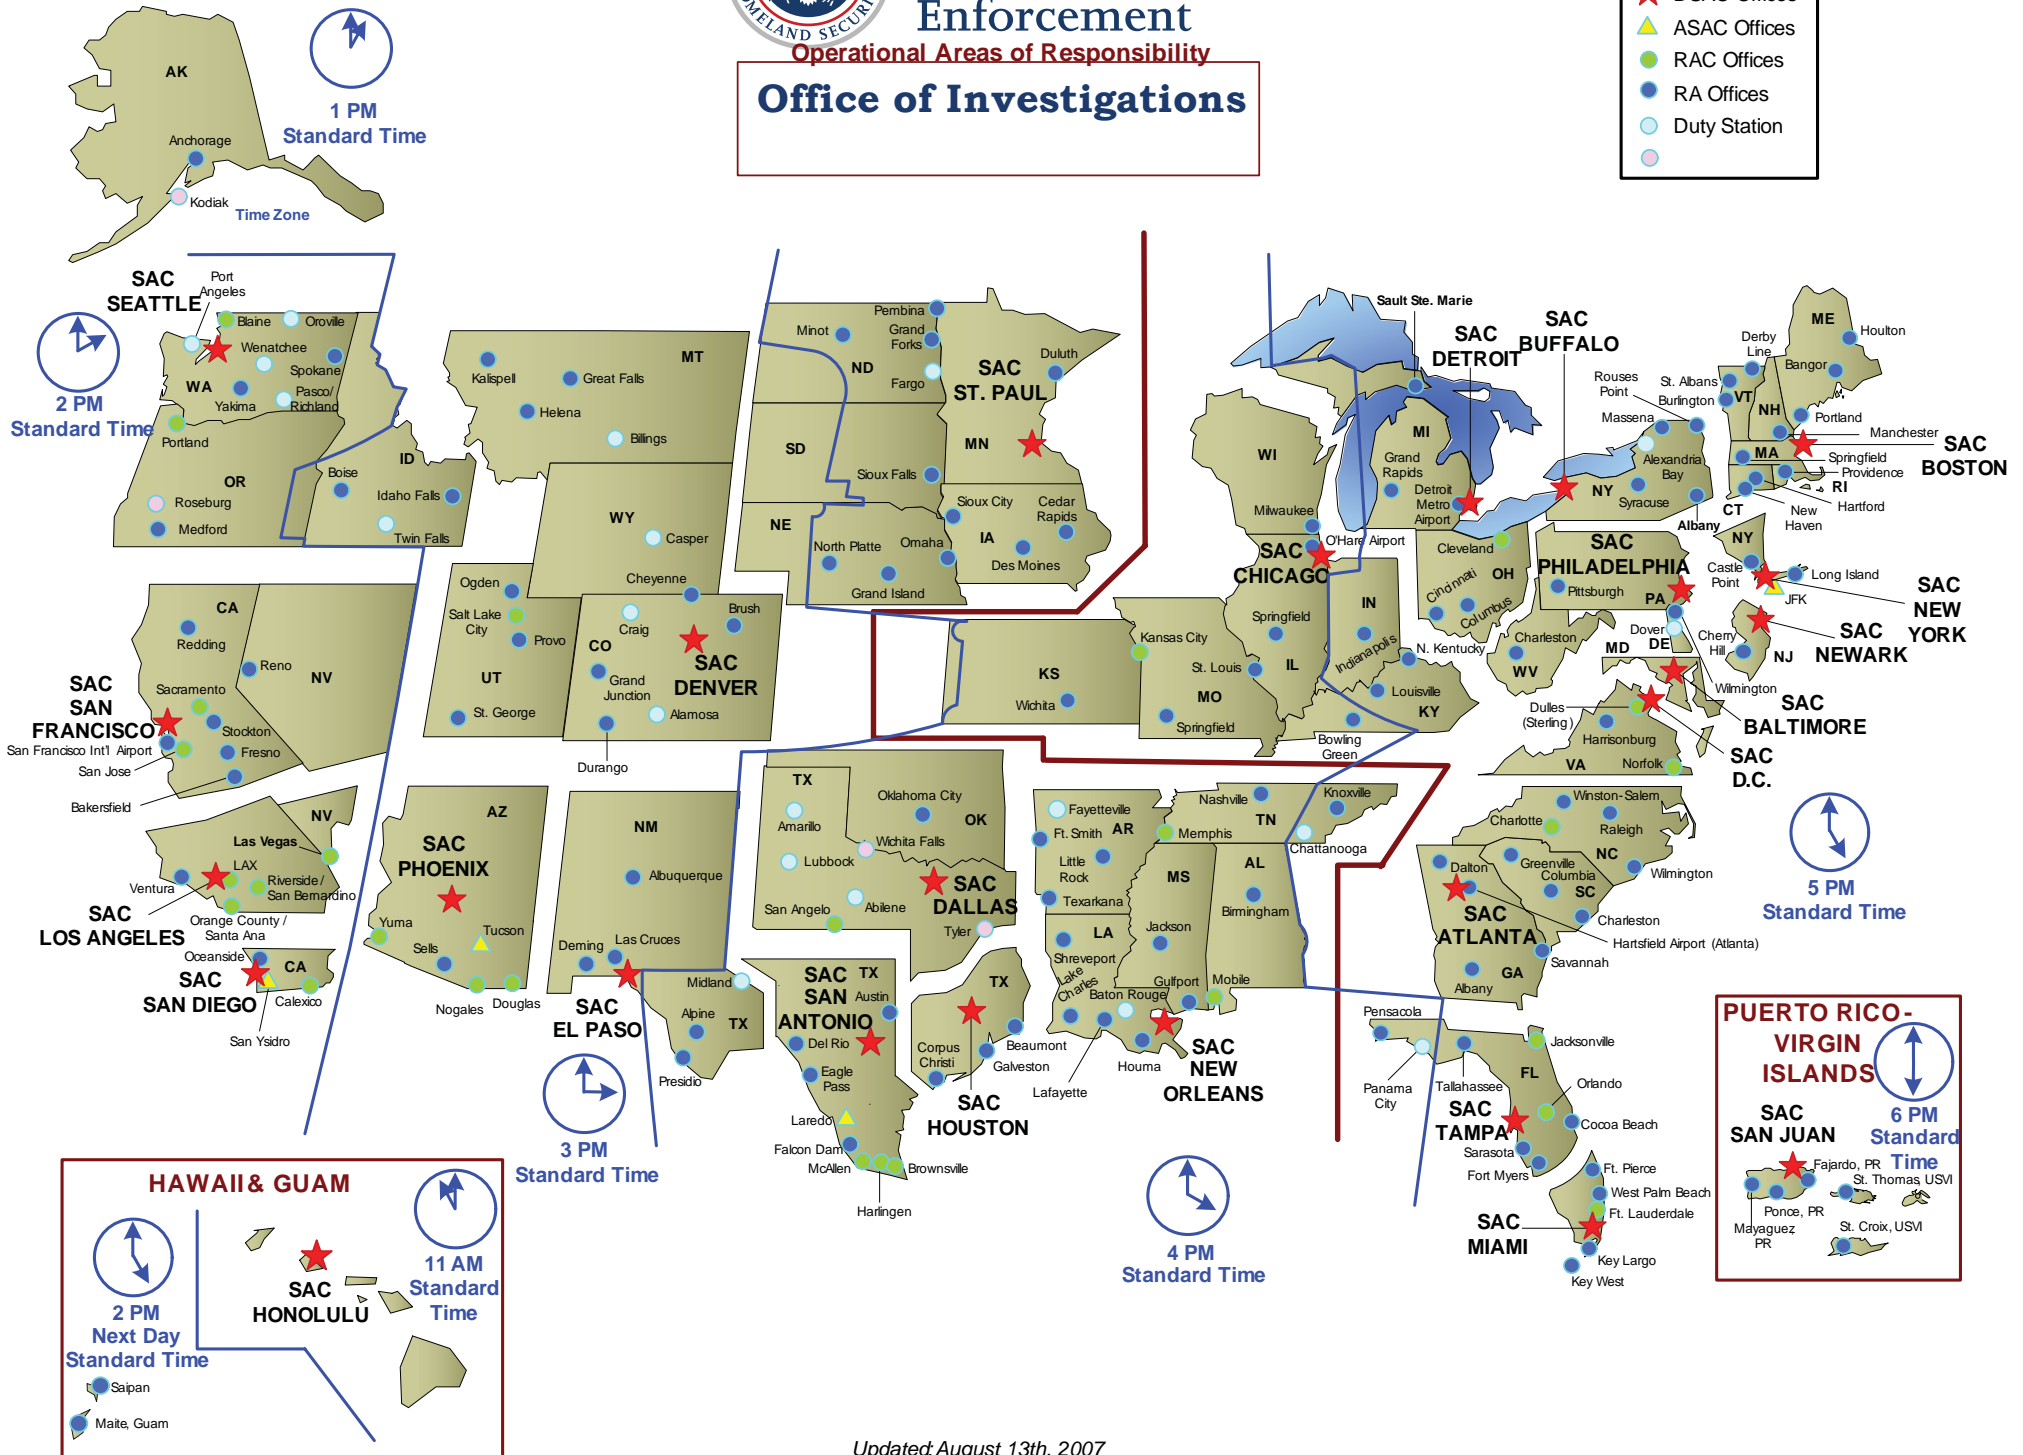 HOMELAND SECURITY
Enforcement
Operational Areas of Responsibility
Office of Investigations
ASAC Offices
RAC Offices
RA Offices
Duty Station
AK
Anchorage
Kodiak
Time Zone
1 PM
Standard Time
SAC
SEATTLE
Port
Angeles
Blaine
Oroville
Wenatchee
Spokane
WA
Yakima
Pasco/
Richland
2 PM
Standard Time
Portland
OR
Roseburg
Medford
ID
Boise
Idaho Falls
Twin Falls
MT
Kalispell
Great Falls
Helena
Billings
WY
Casper
Cheyenne
Ogden
Salt Lake
City
Provo
UT
St. George
Craig
Brush
CO
Grand
Junction
SAC
DENVER
Alamosa
Durango
Pembina
Minot
Grand
Forks
ND
Fargo
SD
Sioux Falls
NE
North Platte
Omaha
Grand Island
SAC
ST. PAUL
Duluth
MN
Sioux City
Cedar
Rapids
IA
Des Moines
CA
Redding
Reno
NV
Sacramento
SAC
SAN
FRANCISCO
Stockton
San Francisco Int'l Airport
Fresno
San Jose
Bakersfield
NV
Las Vegas
LAX
Ventura
Riverside /
San Bernardino
SAC
LOS ANGELES
Orange County /
Santa Ana
Oceanside
CA
SAC
SAN DIEGO
Calexico
San Ysidro
AZ
SAC
PHOENIX
Yuma
Tucson
Sells
Nogales
Douglas
NM
Albuquerque
Deming
Las Cruces
SAC
EL PASO
Midland
Alpine
TX
Presidio
3 PM
Standard Time
TX
Amarillo
Oklahoma City
OK
Wichita Falls
Lubbock
Abilene
San Angelo
SAC
DALLAS
Tyler
SAC
SAN
ANTONIO
TX
Austin
Del Rio
Eagle
Pass
Laredo
Falcon Dam
McAllen
Brownsville
Harlingen
TX
Corpus
Christi
Beaumont
Galveston
SAC
HOUSTON
KS
Wichita
Kansas City
St. Louis
MO
Springfield
WI
Milwaukee
O'Hare Airport
SAC
CHICAGO
Springfield
IL
IN
Indianapolis
N. Kentucky
Louisville
KY
Bowling
Green
Sault Ste. Marie
SAC
DETROIT
MI
Grand
Rapids
Detroit
Metro
Airport
Cleveland
OH
Cincinnati
Columbus
SAC
BUFFALO
Rouses
Point
Massena
Alexandria
Bay
NY
Syracuse
Albany
Derby
Line
St. Albans
Burlington
VT
NH
ME
Houlton
Bangor
Portland
Manchester
SAC
BOSTON
MA
Springfield
Providence
RI
Hartford
New
Haven
CT
SAC
PHILADELPHIA
Pittsburgh
PA
NY
Castle
Point
Long Island
JFK
SAC
NEW
YORK
Dover
DE
Cherry
Hill
NJ
SAC
NEWARK
Wilmington
Charleston
WV
MD
SAC
BALTIMORE
Dulles
(Sterling)
Harrisonburg
VA
Norfolk
SAC
D.C.
Fayetteville
Ft. Smith
AR
Little
Rock
Texarkana
LA
Shreveport
Lake
Charles
Baton Rouge
Lafayette
Houma
SAC
NEW
ORLEANS
Nashville
Knoxville
TN
Memphis
Chattanooga
MS
Jackson
Gulfport
AL
Birmingham
Mobile
Winston-Salem
Charlotte
Raleigh
NC
Wilmington
Greenville
Columbia
SC
Charleston
Dalton
SAC
ATLANTA
Hartsfield Airport (Atlanta)
Savannah
GA
Albany
5 PM
Standard Time
Pensacola
Panama
City
Tallahassee
Jacksonville
FL
Orlando
SAC
TAMPA
Cocoa Beach
Sarasota
Fort Myers
Ft. Pierce
West Palm Beach
Ft. Lauderdale
SAC
MIAMI
Key Largo
Key West
4 PM
Standard Time
PUERTO RICO-
VIRGIN
ISLANDS
6 PM
Standard
Time
SAC
SAN JUAN
Fajardo, PR
St. Thomas, USVI
Ponce, PR
Mayaguez
PR
St. Croix, USVI
HAWAII & GUAM
11 AM
Standard
Time
SAC
HONOLULU
2 PM
Next Day
Standard Time
Saipan
Maite, Guam
Updated: August 13th, 2007